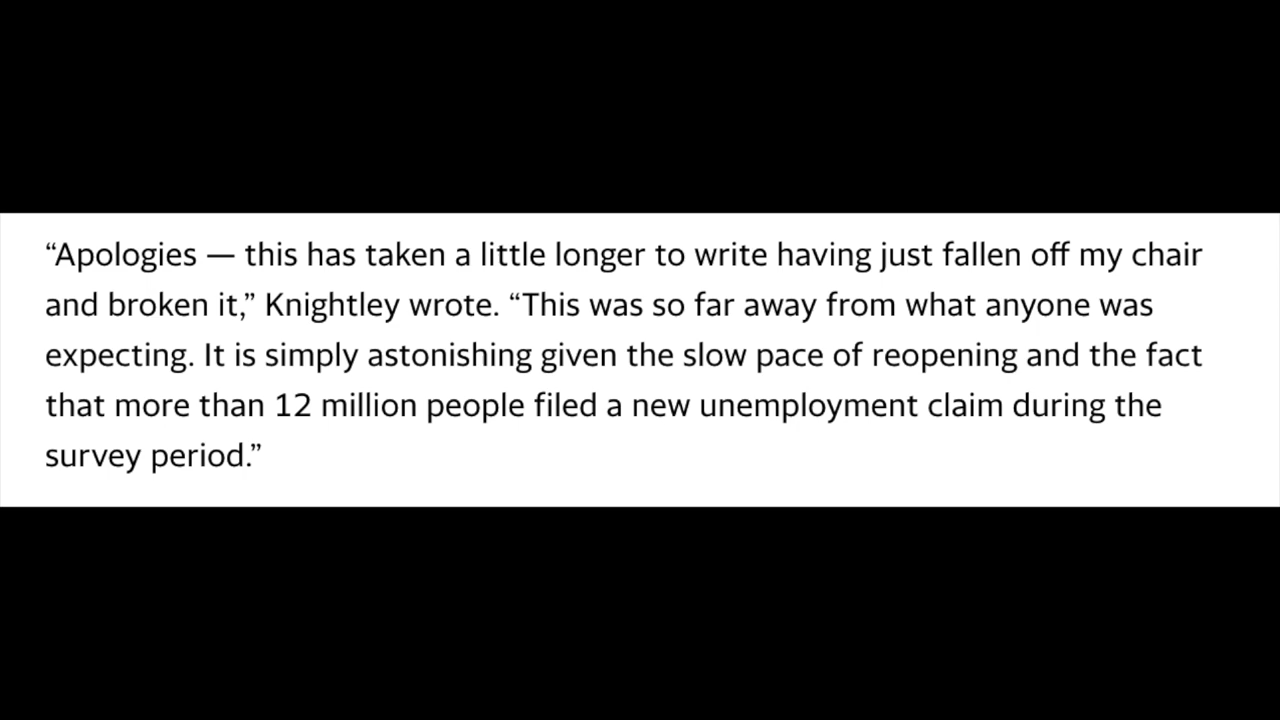 “Apologies — this has taken a little longer to write having just fallen off my chair
and broken it,” Knightley wrote. “This was so far away from what anyone was
expecting. It is simply astonishing given the slow pace of reopening and the fact
that more than 12 million people filed a new unemployment claim during the
survey period.”